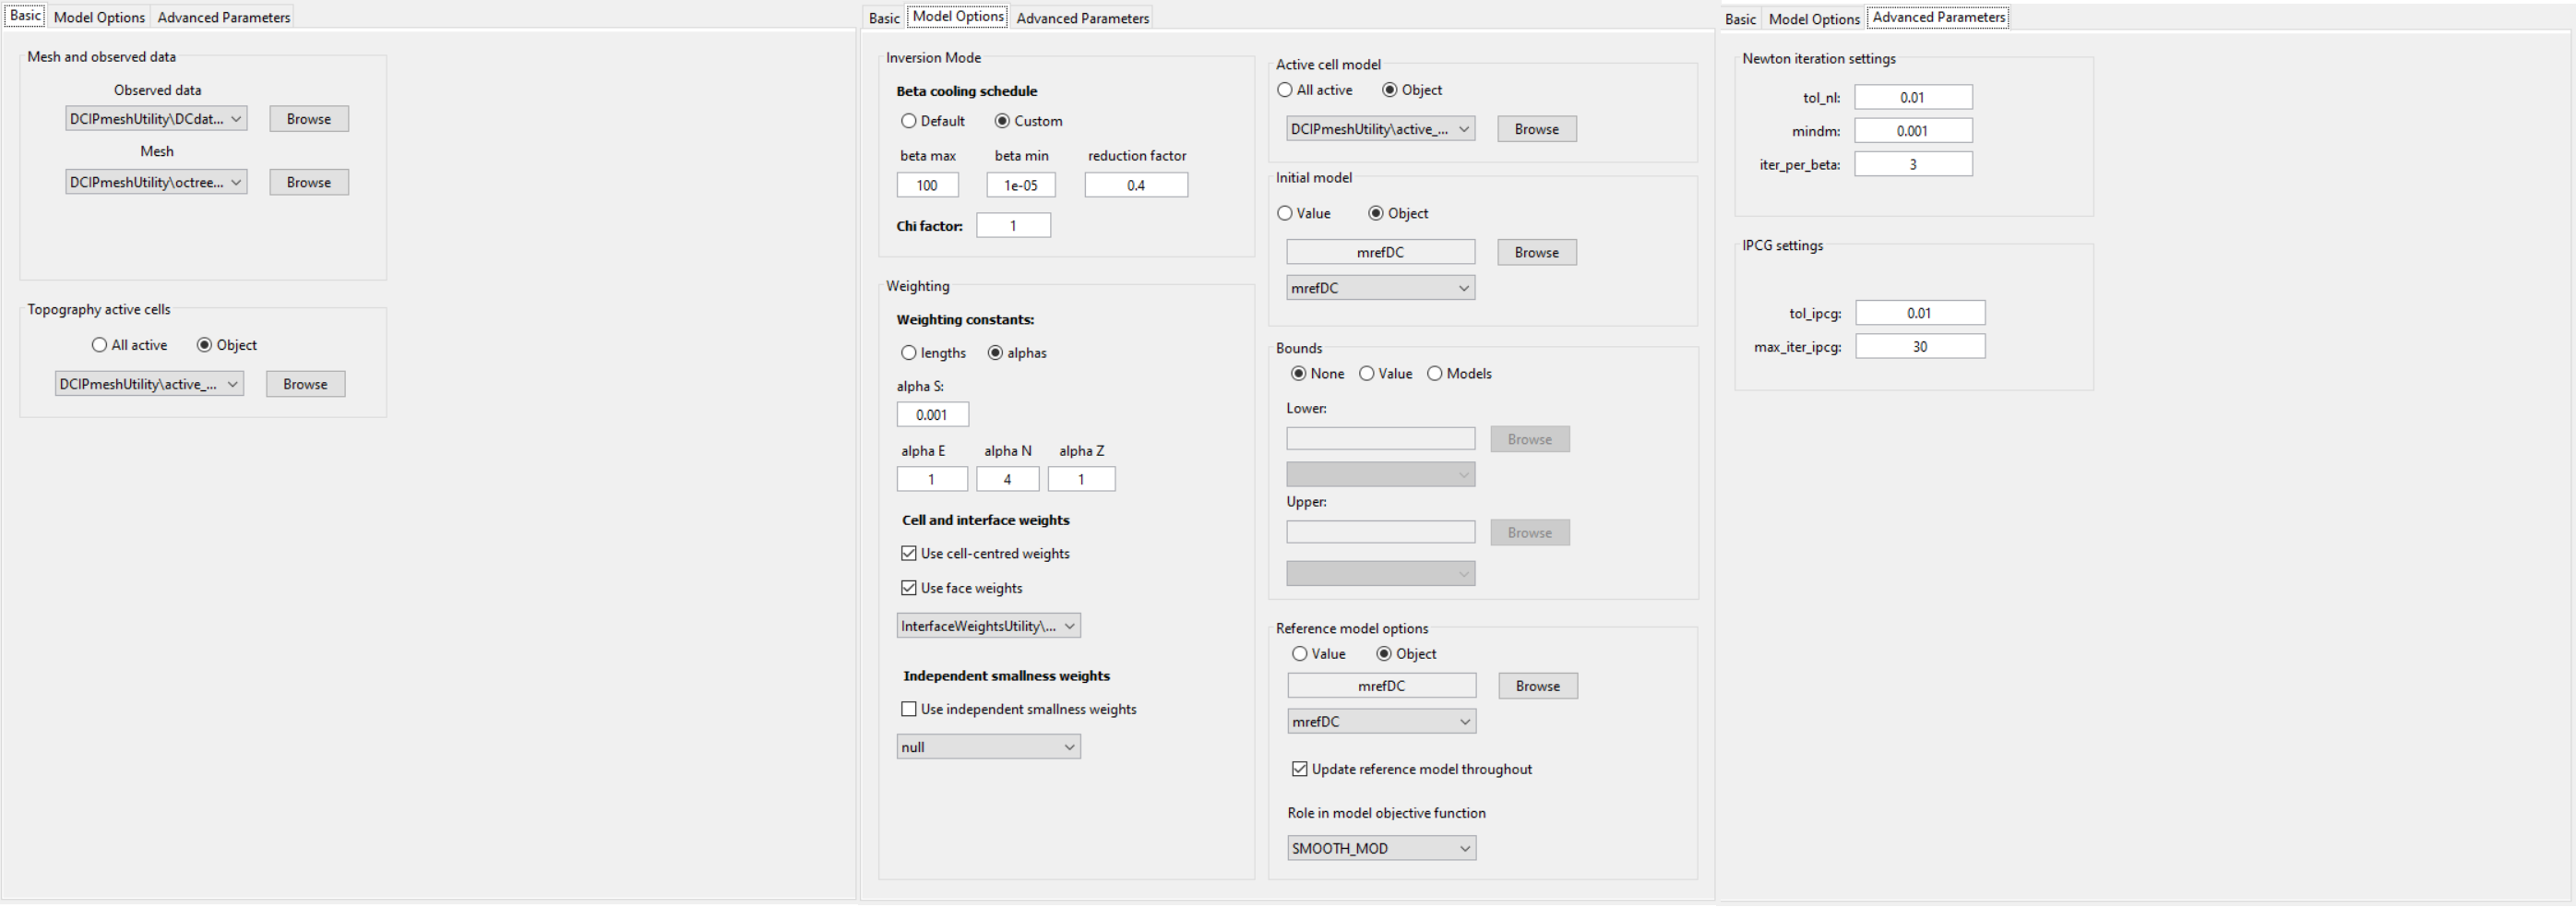 Basic Model Options Advanced Parameters
Mesh and observed data
Observed data
DCIPmeshUtility\DCdat... Browse
Mesh
DCIPmeshUtility\octree... Browse
Topography active cells
All active Object
DCIPmeshUtility\active_... Browse
Basic Model Options Advanced Parameters
Inversion Mode
Beta cooling schedule
Default Custom
beta max beta min reduction factor
100 1e-05 0.4
Chi factor: 1
Weighting
Weighting constants:
lengths alphas
alpha S:
0.001
alpha E alpha N alpha Z
1 4 1
Cell and interface weights
Use cell-centred weights
Use face weights
InterfaceWeightsUtility\...
Independent smallness weights
Use independent smallness weights
null
Active cell model
All active Object
DCIPmeshUtility\active_... Browse
Initial model
Value Object
mrefDC Browse
mrefDC
Bounds
None Value Models
Lower:
Browse
Upper:
Browse
Reference model options
Value Object
mrefDC Browse
mrefDC
Update reference model throughout
Role in model objective function
SMOOTH_MOD
Basic Model Options Advanced Parameters
Newton iteration settings
tol_nl: 0.01
mindm: 0.001
iter_per_beta: 3
IPCG settings
tol_ipcg: 0.01
max_iter_ipcg: 30